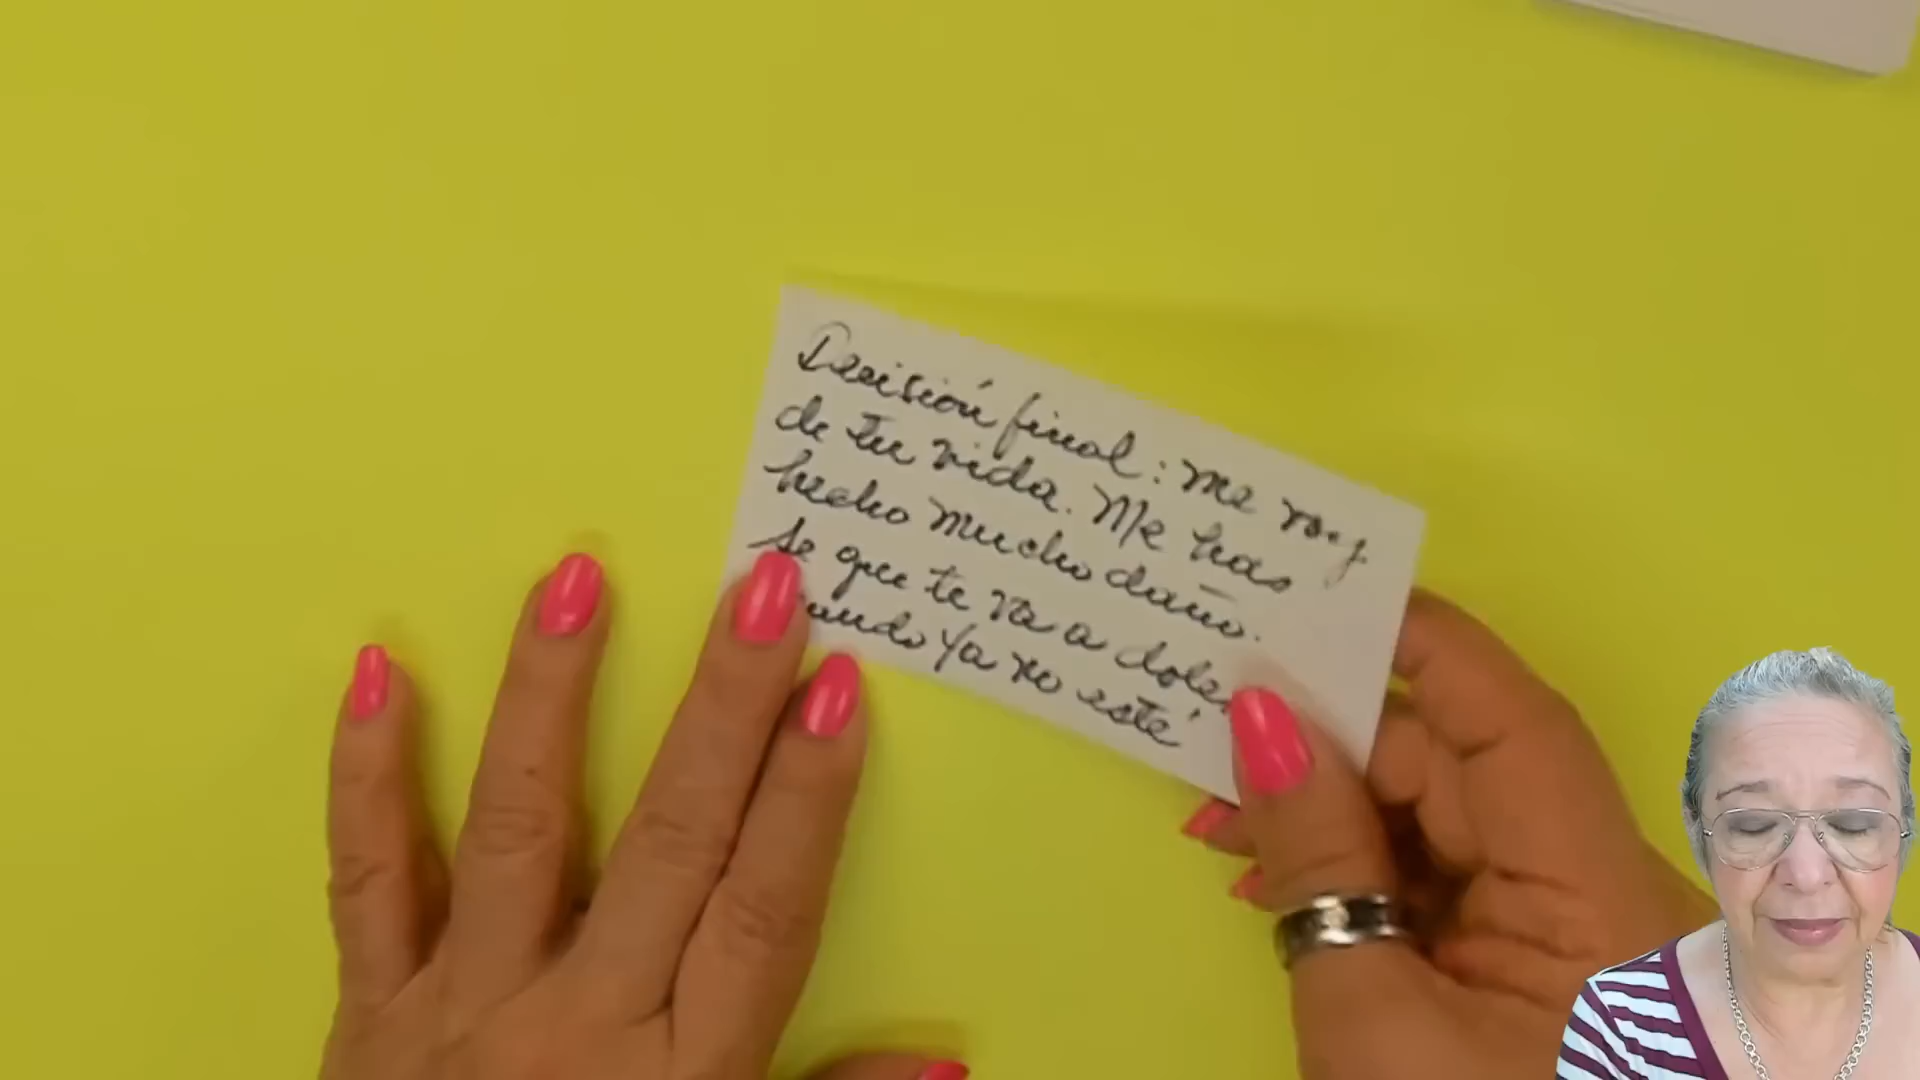 Decisión final: Me voy
de tu vida. Me has
hecho mucho daño.
Se que te va a doler
cuando ya no esté